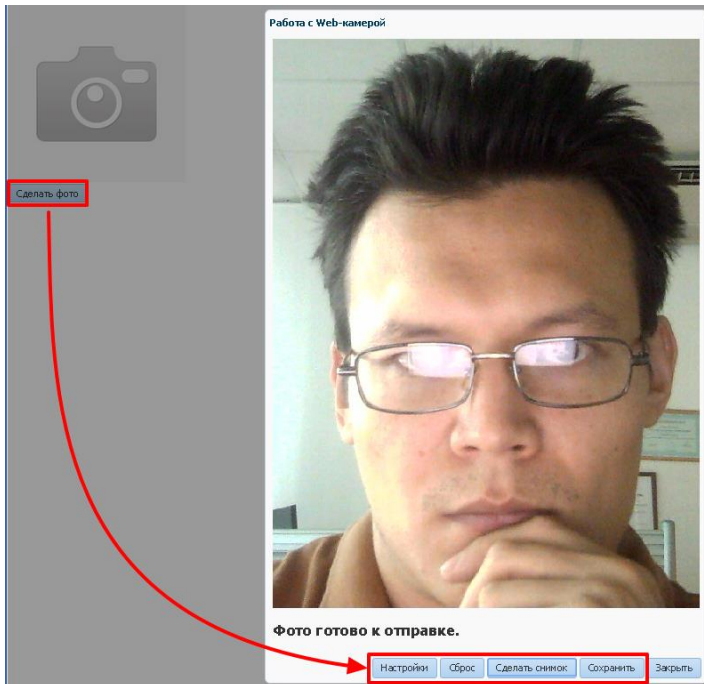 Работа с Web-камерой
Сделать фото
Фото готово к отправке.
Настройки Сброс Сделать снимок Сохранить Закрыть